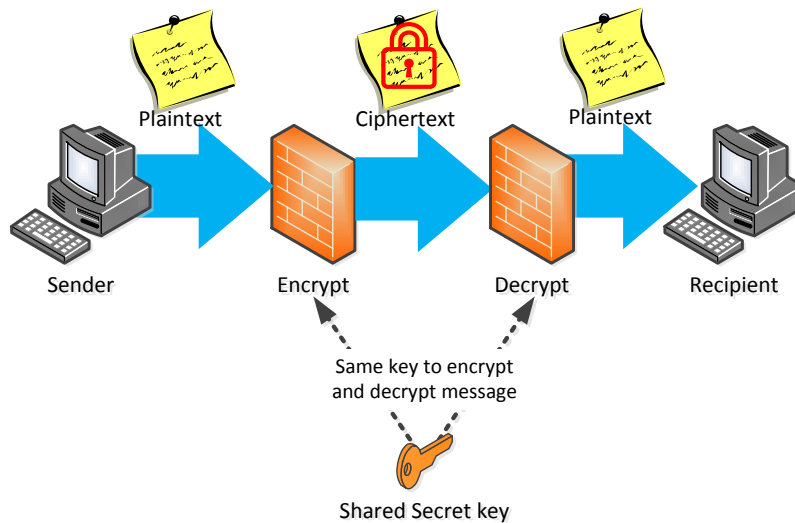 Plaintext
Ciphertext
Plaintext
Sender
Encrypt
Decrypt
Recipient
Same key to encrypt
and decrypt message
Shared Secret key